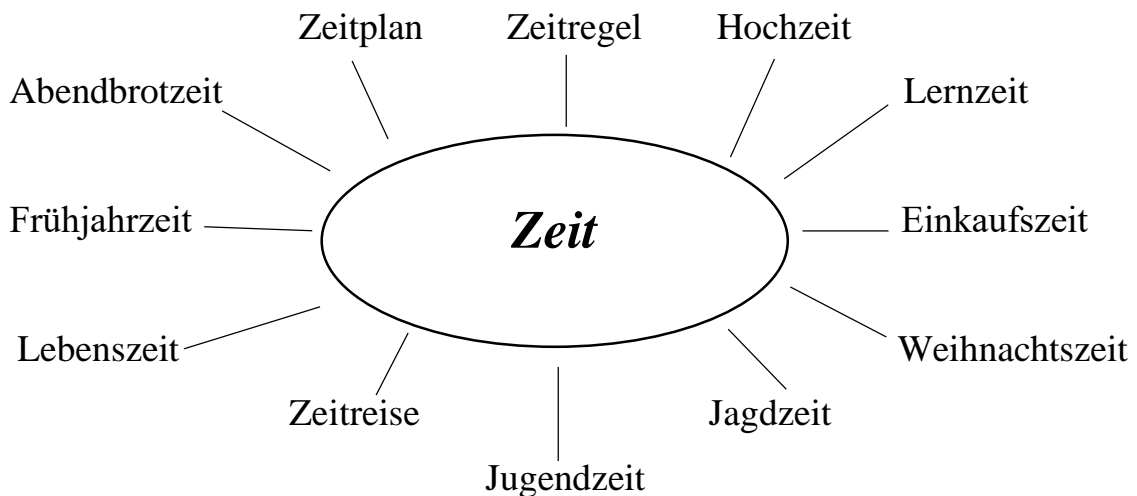 Zeitplan Zeitregel Hochzeit
Abendbrotzeit Lernzeit
Frühjahrzeit Zeit Einkaufszeit
Lebenszeit Weihnachtszeit
Zeitreise Jagdzeit
Jugendzeit